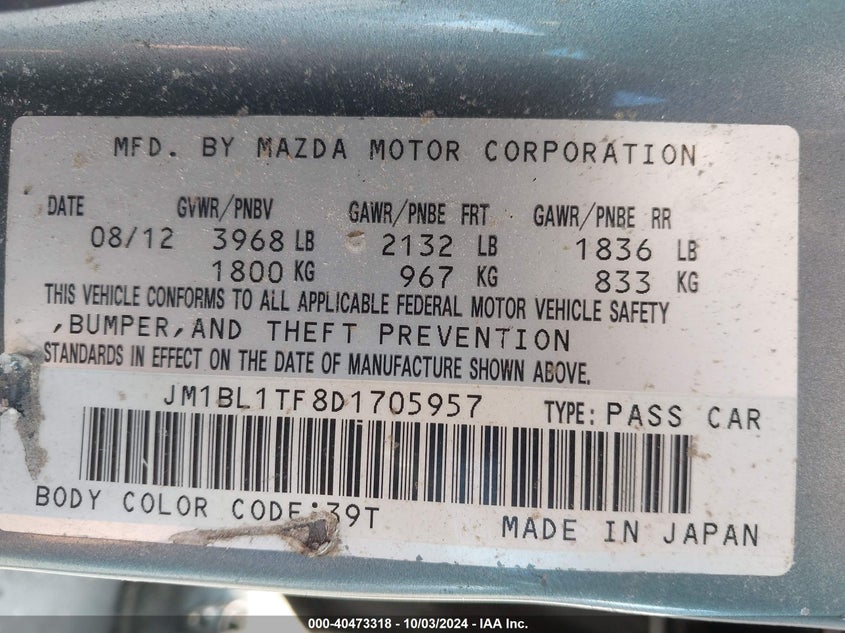 MFD. BY MAZDA MOTOR CORPORATION
DATE GVWR/PNBV GAWR/PNBE FRT GAWR/PNBE RR
08/12 3968 LB 2132 LB 1836 LB
1800 KG 967 KG 833 KG
THIS VEHICLE CONFORMS TO ALL APPLICABLE FEDERAL MOTOR VEHICLE SAFETY
,BUMPER,AND THEFT PREVENTION
STANDARDS IN EFFECT ON THE DATE OF MANUFACTURE SHOWN ABOVE.
JM1BL1TF8D1705957 TYPE: PASS CAR
BODY COLOR CODE:39T
MADE IN JAPAN
000-40473318 - 10/03/2024 - IAA Inc.